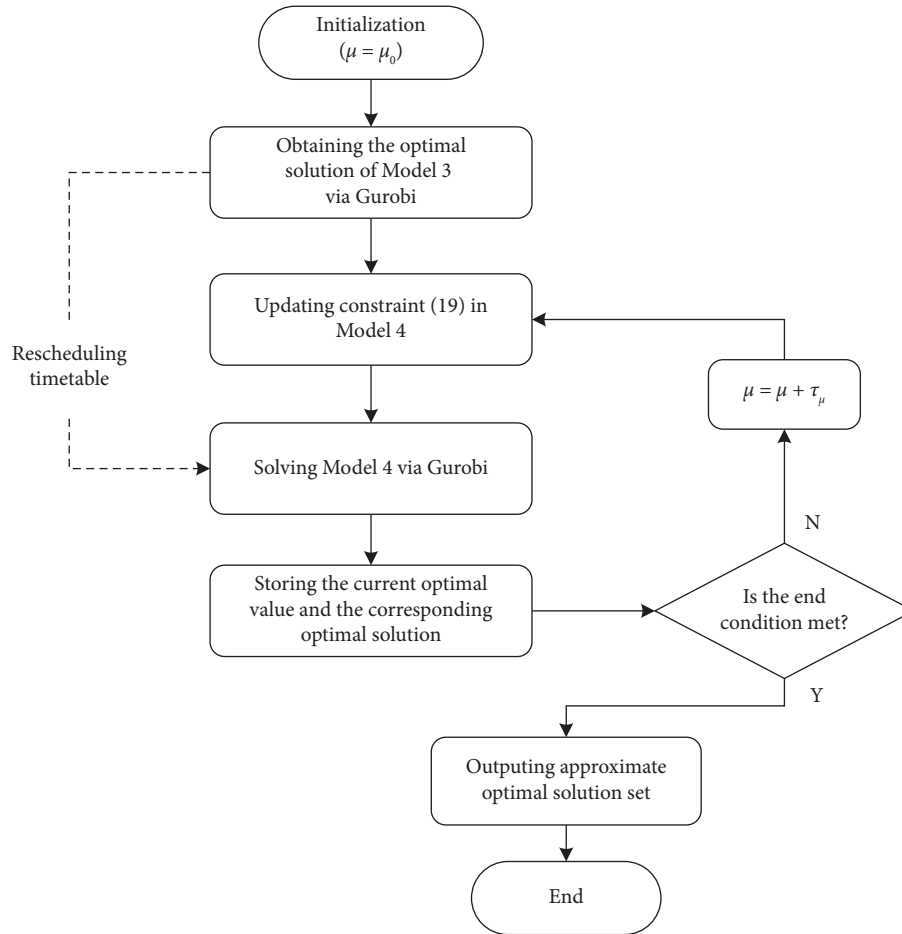 Initialization
(μ = μ₀)
Obtaining the optimal
solution of Model 3
via Gurobi
Updating constraint (19) in
Model 4
Rescheduling
timetable
μ = μ + τ_μ
Solving Model 4 via Gurobi
N
Storing the current optimal
value and the corresponding
optimal solution
Is the end
condition met?
Y
Outputing approximate
optimal solution set
End